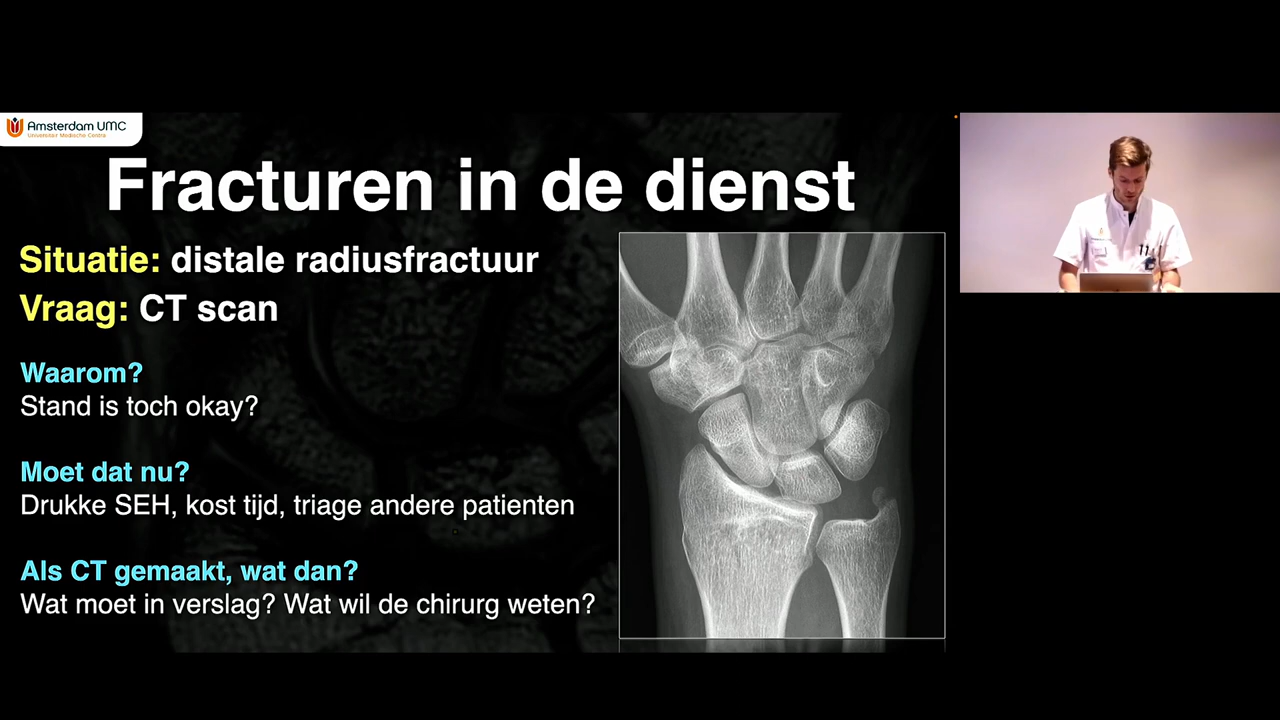 Amsterdam UMC
Universitair Medische Centra
Fracturen in de dienst
Situatie: distale radiusfractuur
Vraag: CT scan
Waarom?
Stand is toch okay?
Moet dat nu?
Drukke SEH, kost tijd, triage andere patienten
Als CT gemaakt, wat dan?
Wat moet in verslag? Wat wil de chirurg weten?